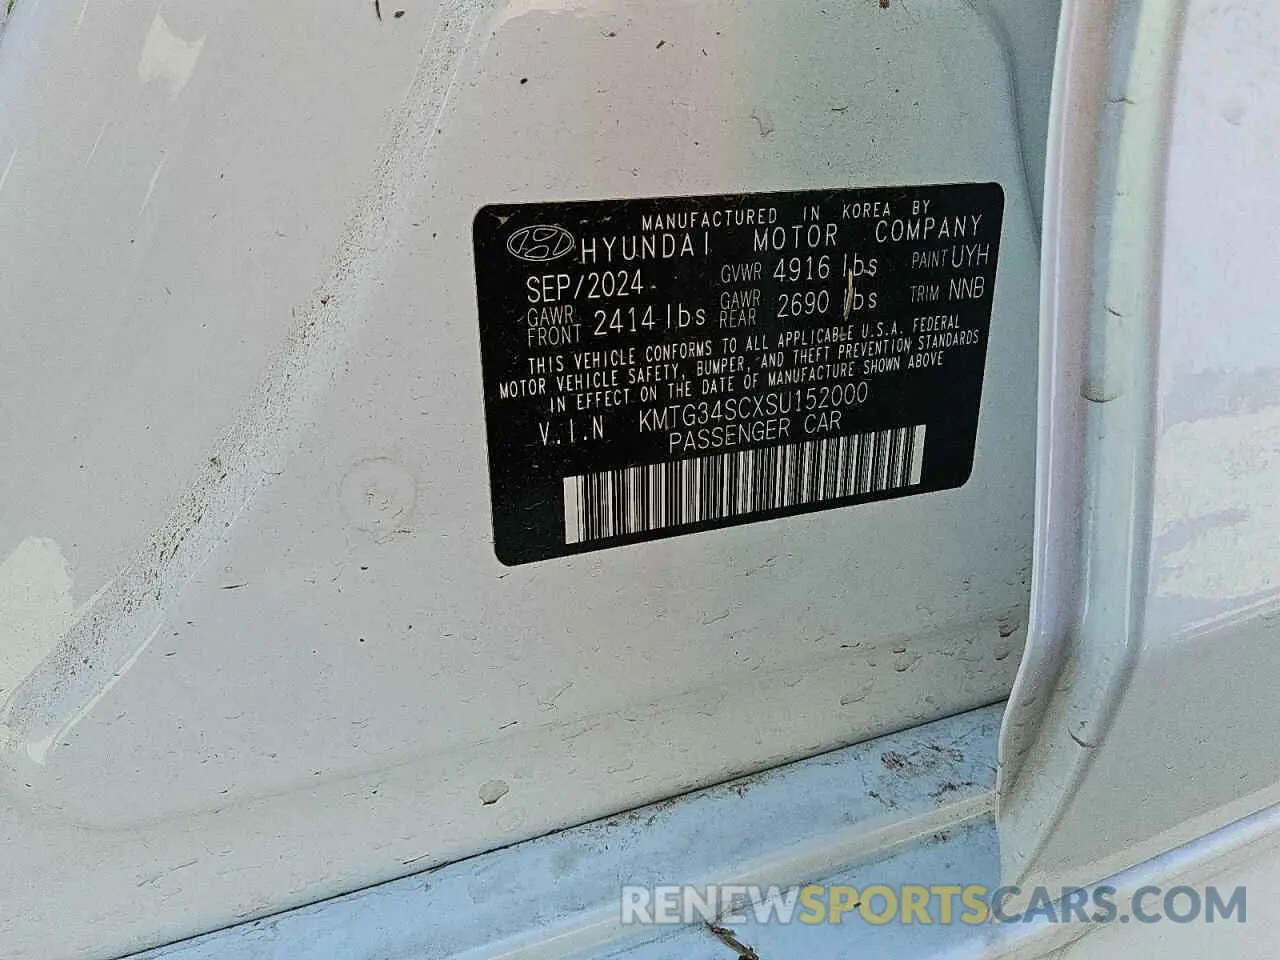 MANUFACTURED IN KOREA BY
HYUNDAI MOTOR COMPANY
SEP/2024 GVWR 4916 lbs PAINT UYH
GAWR FRONT 2414 lbs GAWR REAR 2690 lbs TRIM NNB
THIS VEHICLE CONFORMS TO ALL APPLICABLE U.S.A. FEDERAL
MOTOR VEHICLE SAFETY, BUMPER, AND THEFT PREVENTION STANDARDS
IN EFFECT ON THE DATE OF MANUFACTURE SHOWN ABOVE
V.I.N KMTG34SCXSU152000
PASSENGER CAR
RENEWSPORTSCARS.COM